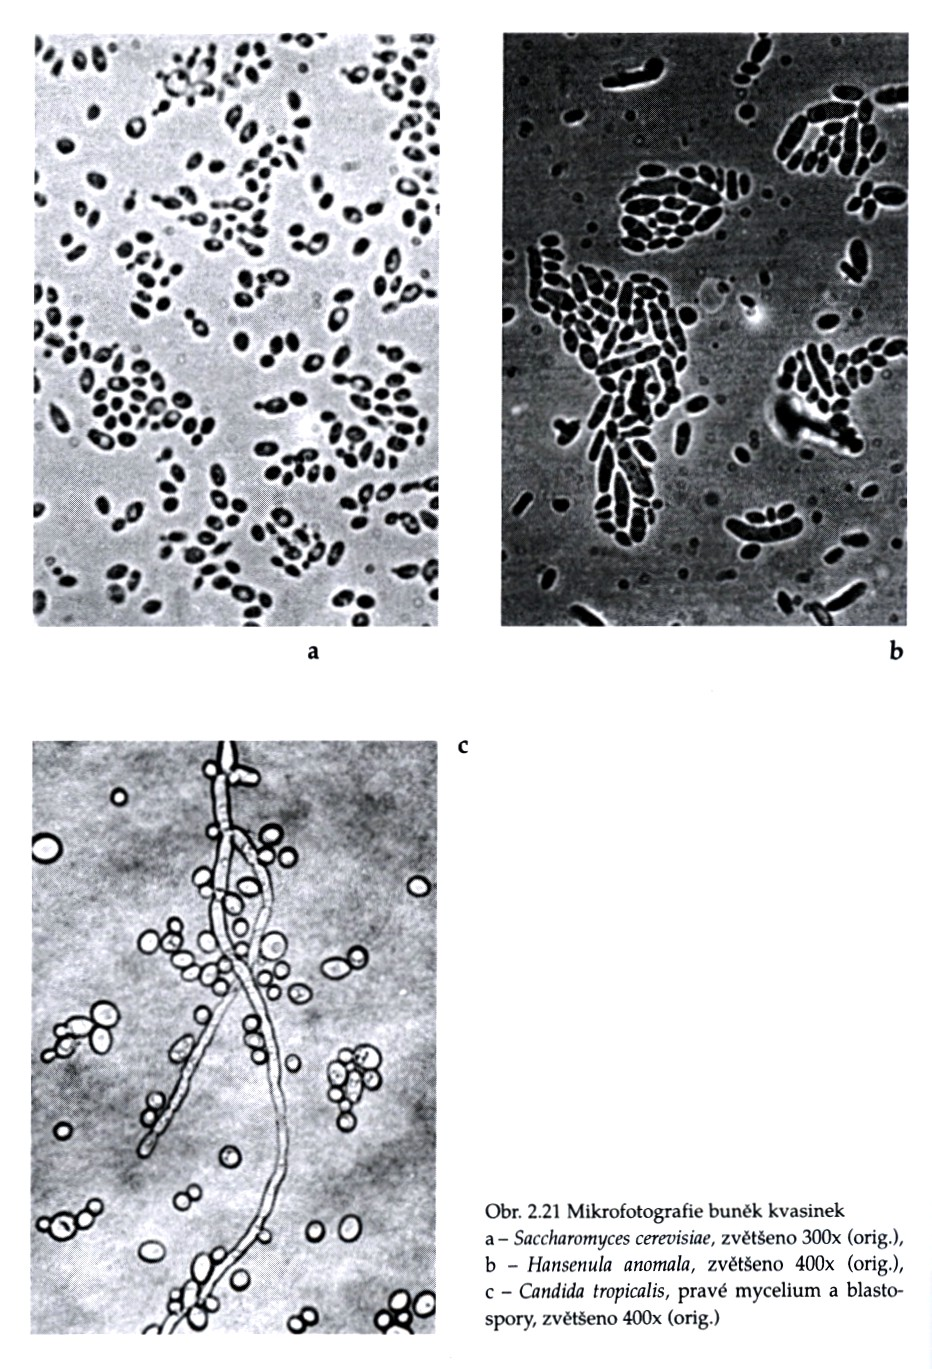 a
b
c
Obr. 2.21 Mikrofotografie buněk kvasinek
a – Saccharomyces cerevisiae, zvětšeno 300x (orig.),
b – Hansenula anomala, zvětšeno 400x (orig.),
c – Candida tropicalis, pravé mycelium a blasto-
spory, zvětšeno 400x (orig.)